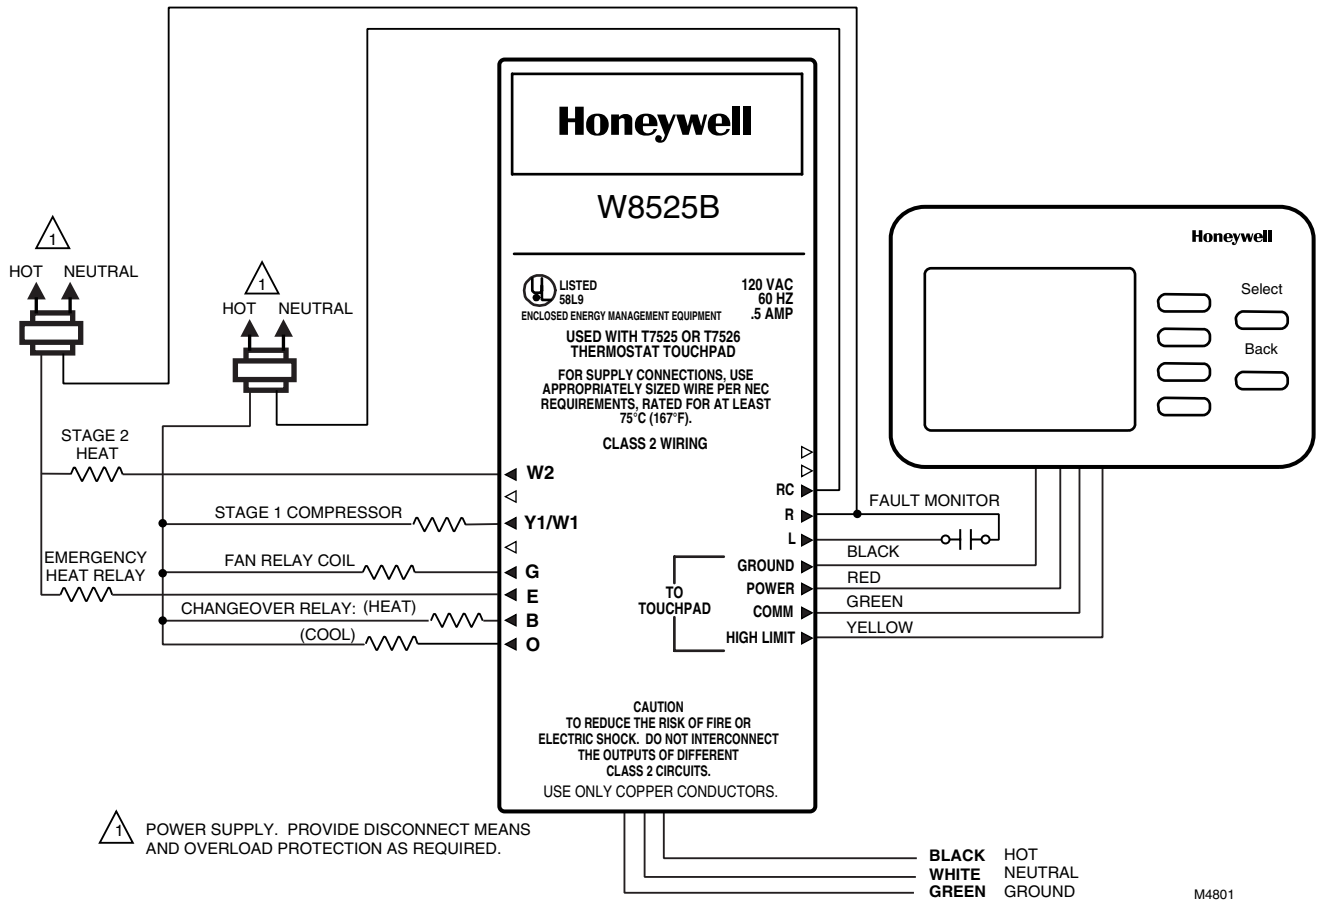 Honeywell
W8525B
UL
LISTED
58L9
ENCLOSED ENERGY MANAGEMENT EQUIPMENT
120 VAC
60 HZ
.5 AMP
USED WITH T7525 OR T7526
THERMOSTAT TOUCHPAD
FOR SUPPLY CONNECTIONS, USE
APPROPRIATELY SIZED WIRE PER NEC
REQUIREMENTS, RATED FOR AT LEAST
75°C (167°F).
CLASS 2 WIRING
1
HOT NEUTRAL
1
HOT NEUTRAL
STAGE 2
HEAT
STAGE 1 COMPRESSOR
EMERGENCY
HEAT RELAY
FAN RELAY COIL
CHANGEOVER RELAY: (HEAT)
(COOL)
W2
Y1/W1
G
E
B
O
RC
R
L
GROUND
POWER
COMM
HIGH LIMIT
TO
TOUCHPAD
FAULT MONITOR
BLACK
RED
GREEN
YELLOW
Honeywell
Select
Back
CAUTION
TO REDUCE THE RISK OF FIRE OR
ELECTRIC SHOCK. DO NOT INTERCONNECT
THE OUTPUTS OF DIFFERENT
CLASS 2 CIRCUITS.
USE ONLY COPPER CONDUCTORS.
1 POWER SUPPLY. PROVIDE DISCONNECT MEANS
AND OVERLOAD PROTECTION AS REQUIRED.
BLACK HOT
WHITE NEUTRAL
GREEN GROUND
M4801